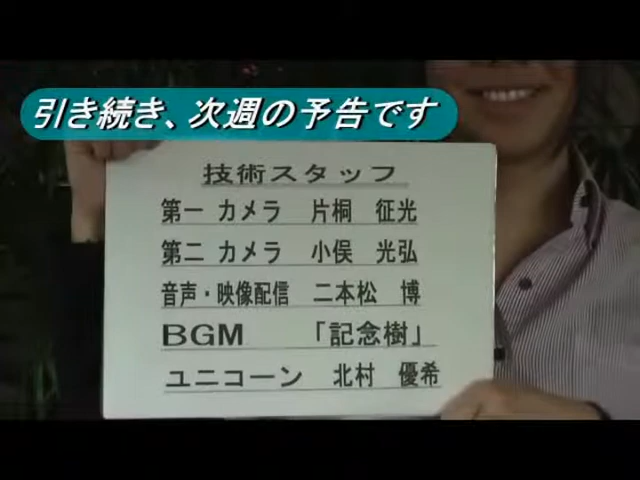 引き続き、次週の予告です
技術スタッフ
第一 カメラ 片桐 征光
第二 カメラ 小俣 光弘
音声・映像配信 二本松 博
BGM 「記念樹」
ユニコーン 北村 優希